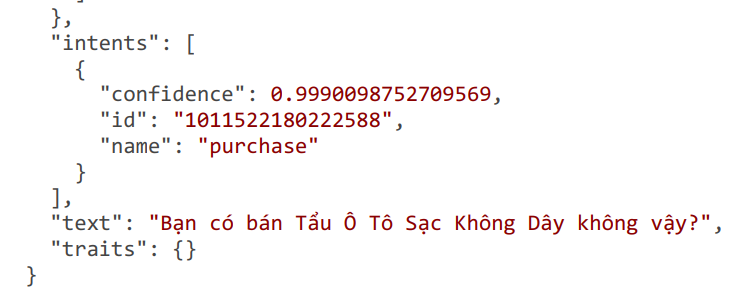 },
"intents": [
{
"confidence": 0.9990098752709569,
"id": "1011522180222588",
"name": "purchase"
}
],
"text": "Bạn có bán Tẩu Ô Tô Sạc Không Dây không vậy?",
"traits": {}
}